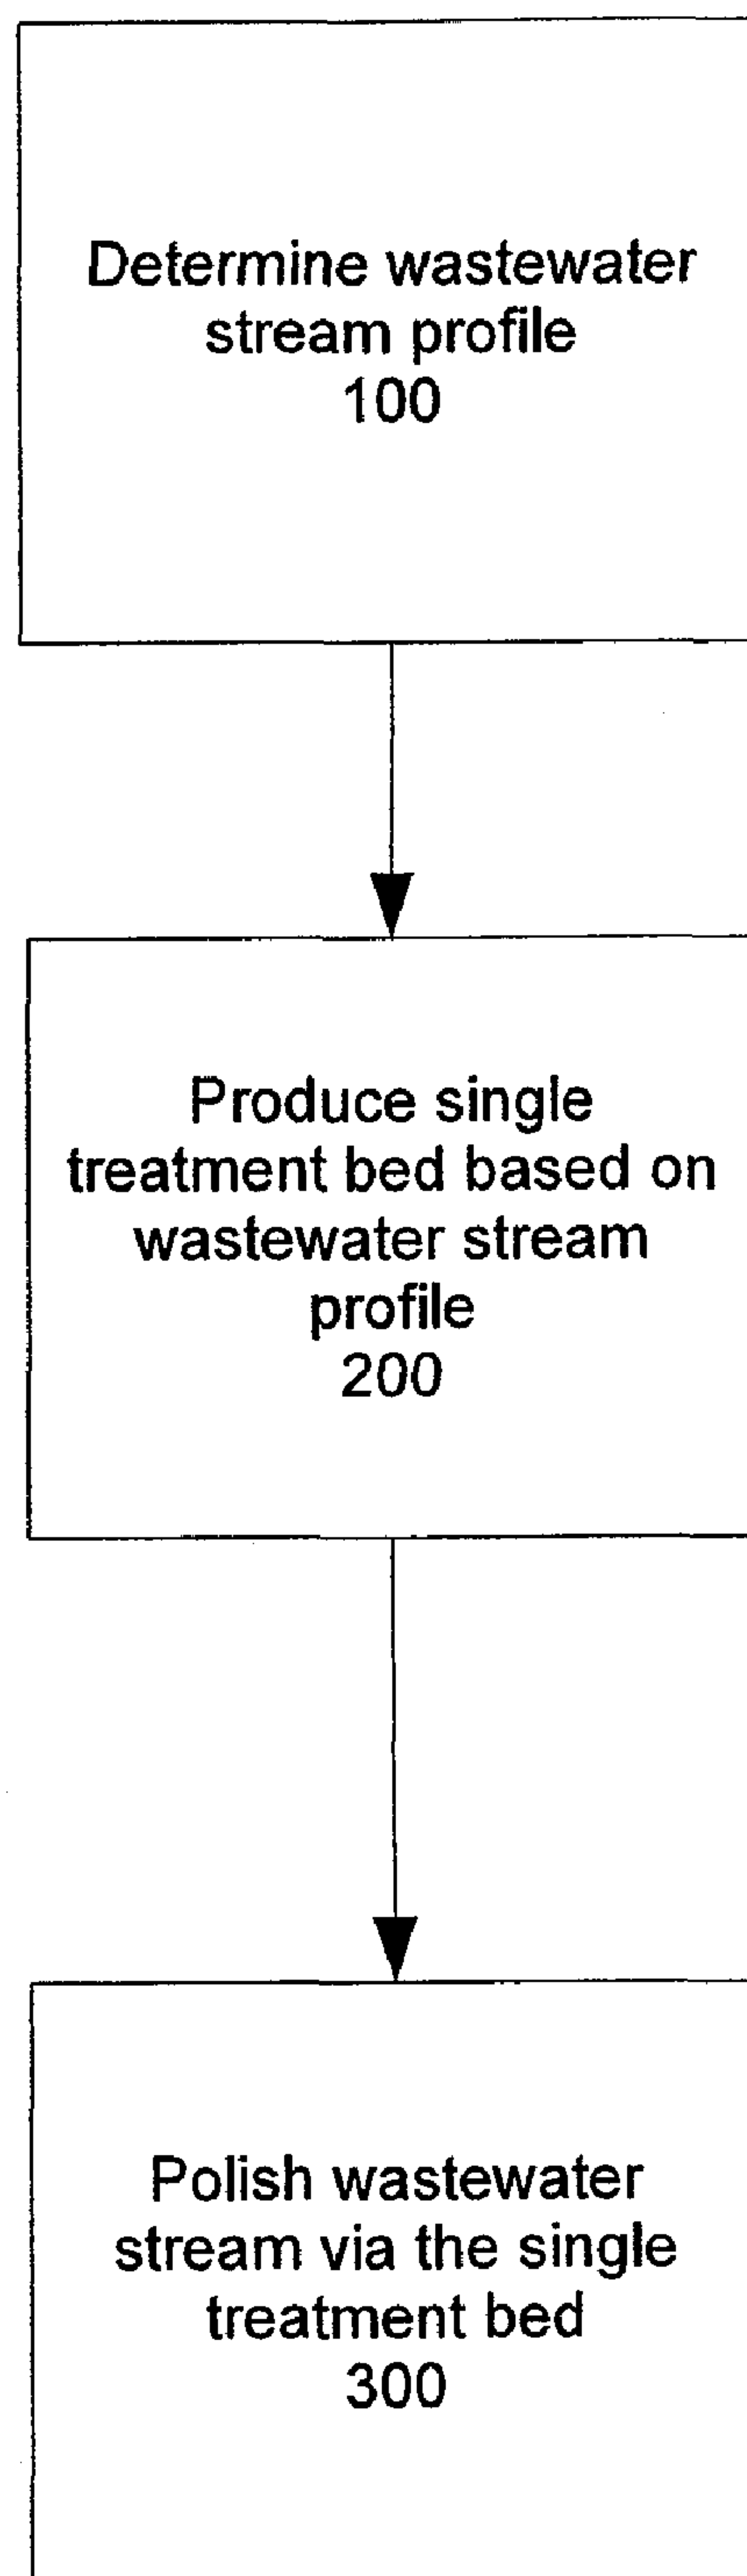 Determine wastewater
stream profile
100
Produce single
treatment bed based on
wastewater stream
profile
200
Polish wastewater
stream via the single
treatment bed
300